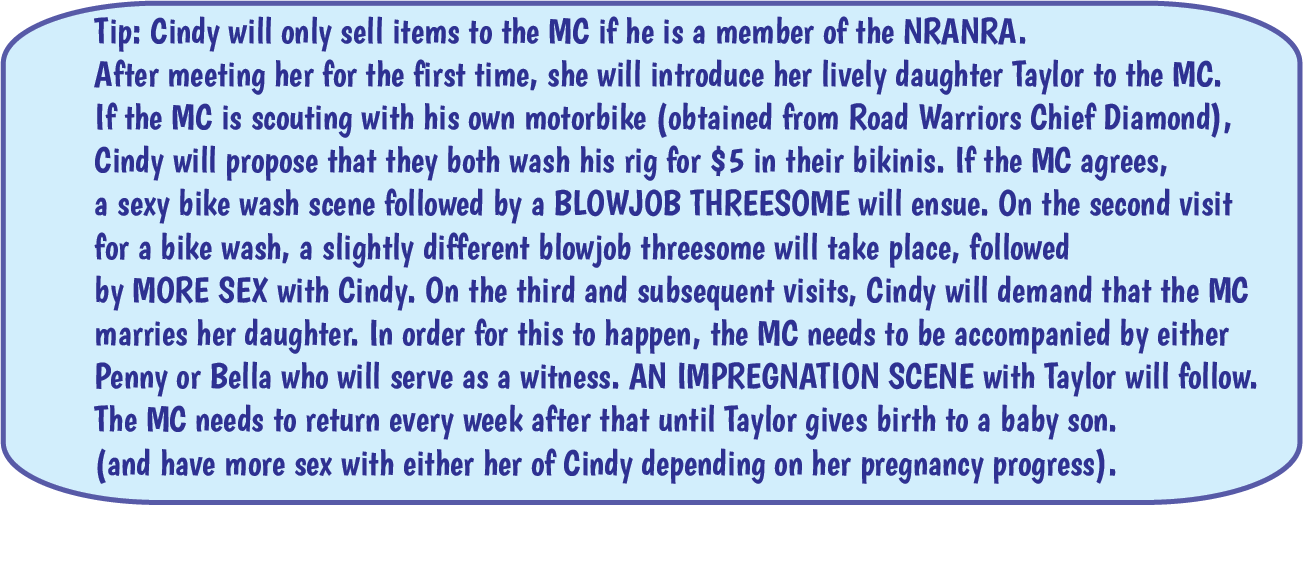 Tip: Cindy will only sell items to the MC if he is a member of the NRANRA.
After meeting her for the first time, she will introduce her lively daughter Taylor to the MC.
If the MC is scouting with his own motorbike (obtained from Road Warriors Chief Diamond),
Cindy will propose that they both wash his rig for $5 in their bikinis. If the MC agrees,
a sexy bike wash scene followed by a BLOWJOB THREESOME will ensue. On the second visit
for a bike wash, a slightly different blowjob threesome will take place, followed
by MORE SEX with Cindy. On the third and subsequent visits, Cindy will demand that the MC
marries her daughter. In order for this to happen, the MC needs to be accompanied by either
Penny or Bella who will serve as a witness. AN IMPREGNATION SCENE with Taylor will follow.
The MC needs to return every week after that until Taylor gives birth to a baby son.
(and have more sex with either her of Cindy depending on her pregnancy progress).